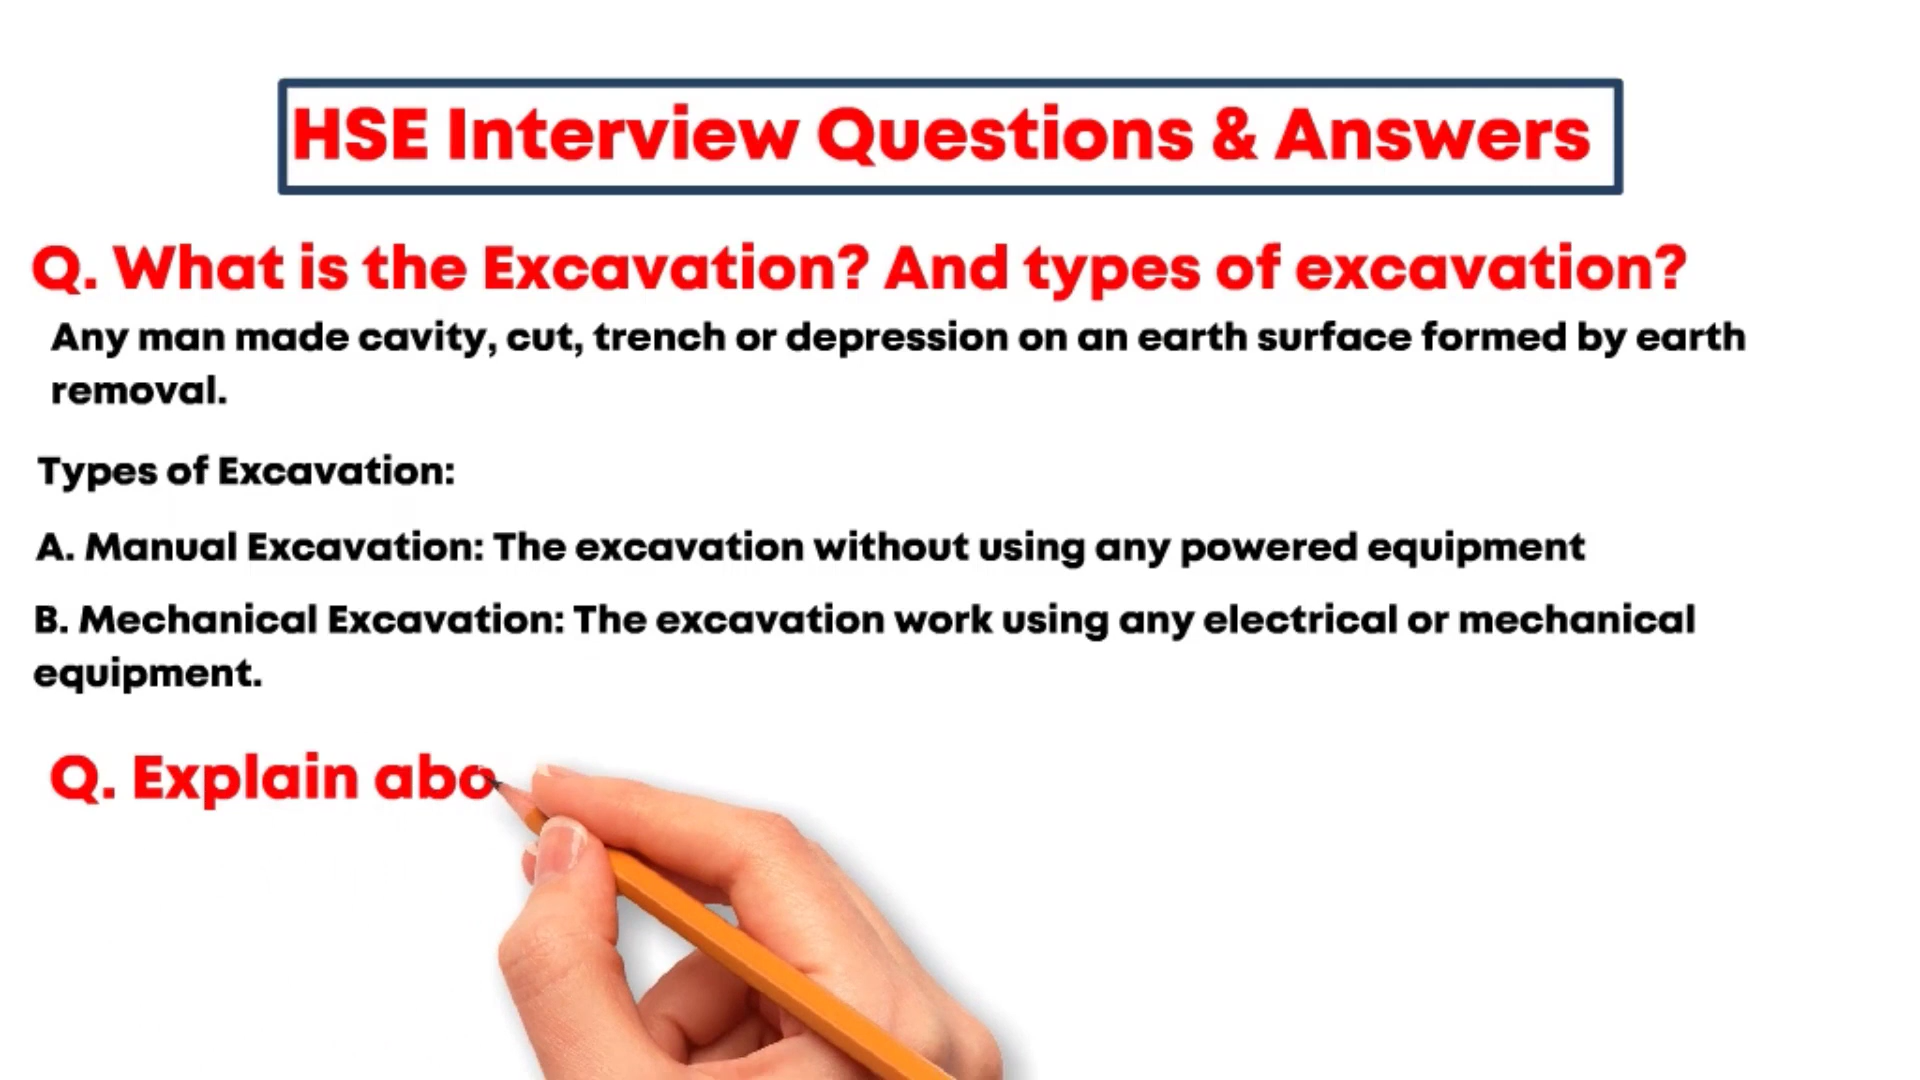 HSE Interview Questions & Answers
Q. What is the Excavation? And types of excavation?
Any man made cavity, cut, trench or depression on an earth surface formed by earth
removal.
Types of Excavation:
A. Manual Excavation: The excavation without using any powered equipment
B. Mechanical Excavation: The excavation work using any electrical or mechanical
equipment.
Q. Explain abo